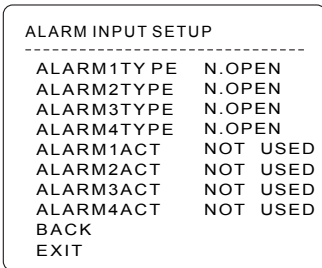 ALARM INPUT SETUP
ALARM1TY PE N.OPEN
ALARM2TYPE N.OPEN
ALARM3TYPE N.OPEN
ALARM4TYPE N.OPEN
ALARM1ACT NOT USED
ALARM2ACT NOT USED
ALARM3ACT NOT USED
ALARM4ACT NOT USED
BACK
EXIT